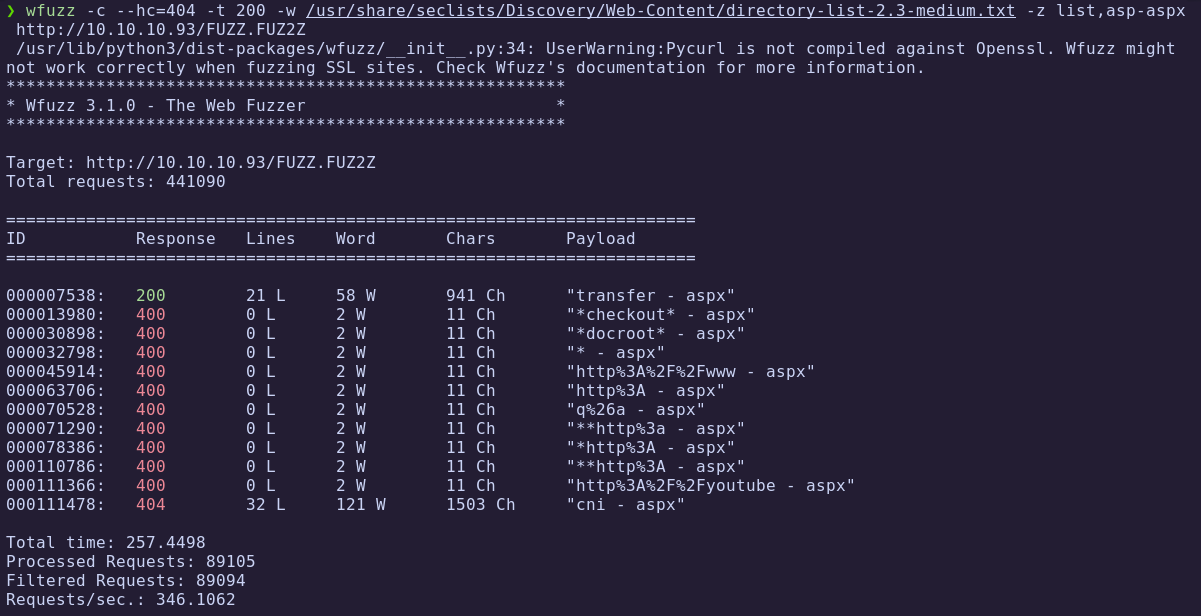 ❯ wfuzz -c --hc=404 -t 200 -w /usr/share/seclists/Discovery/Web-Content/directory-list-2.3-medium.txt -z list,asp-aspx
http://10.10.10.93/FUZZ.FUZ2Z
/usr/lib/python3/dist-packages/wfuzz/__init__.py:34: UserWarning:Pycurl is not compiled against Openssl. Wfuzz might
not work correctly when fuzzing SSL sites. Check Wfuzz's documentation for more information.
********************************************************
* Wfuzz 3.1.0 - The Web Fuzzer                         *
********************************************************
Target: http://10.10.10.93/FUZZ.FUZ2Z
Total requests: 441090
=====================================================================
ID           Response   Lines    Word       Chars       Payload
=====================================================================
000007538:   200        21 L     58 W       941 Ch      "transfer - aspx"
000013980:   400        0 L      2 W        11 Ch       "*checkout* - aspx"
000030898:   400        0 L      2 W        11 Ch       "*docroot* - aspx"
000032798:   400        0 L      2 W        11 Ch       "* - aspx"
000045914:   400        0 L      2 W        11 Ch       "http%3A%2F%2Fwww - aspx"
000063706:   400        0 L      2 W        11 Ch       "http%3A - aspx"
000070528:   400        0 L      2 W        11 Ch       "q%26a - aspx"
000071290:   400        0 L      2 W        11 Ch       "**http%3a - aspx"
000078386:   400        0 L      2 W        11 Ch       "*http%3A - aspx"
000110786:   400        0 L      2 W        11 Ch       "**http%3A - aspx"
000111366:   400        0 L      2 W        11 Ch       "http%3A%2F%2Fyoutube - aspx"
000111478:   404        32 L     121 W      1503 Ch     "cni - aspx"
Total time: 257.4498
Processed Requests: 89105
Filtered Requests: 89094
Requests/sec.: 346.1062